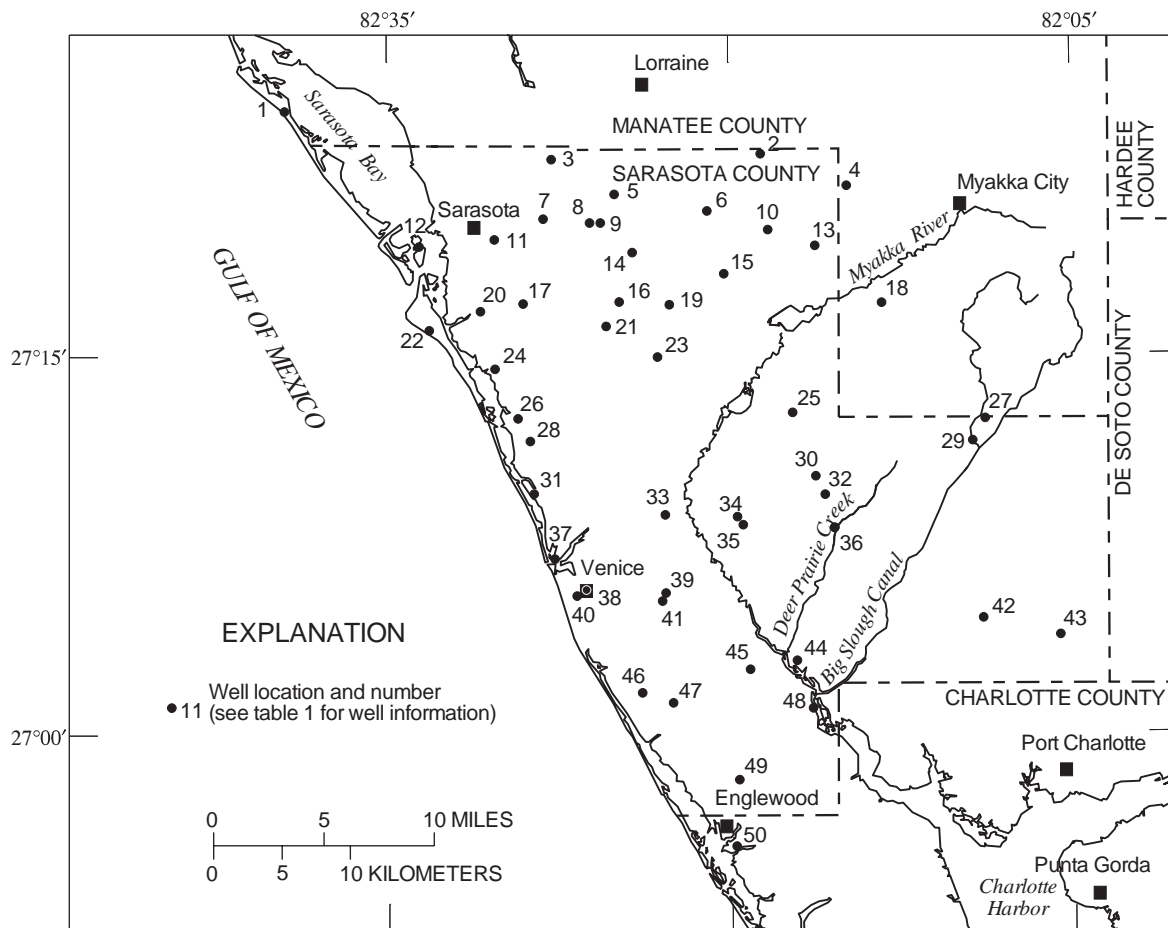 82°35′
82°05′
Lorraine
1
Sarasota Bay
MANATEE COUNTY
2
HARDEE
COUNTY
3
SARASOTA COUNTY
4
Myakka City
5
6
7
8
9
10
Sarasota
11
12
13
Myakka River
14
15
GULF OF MEXICO
16
17
18
19
20
21
22
27°15′
23
24
25
26
27
28
29
DE SOTO COUNTY
30
31
32
33
34
35
36
Deer Prairie Creek
Big Slough Canal
37
Venice
38
39
40
41
42
43
EXPLANATION
44
45
46
47
11
Well location and number
(see table 1 for well information)
48
CHARLOTTE COUNTY
27°00′
Port Charlotte
49
Englewood
50
0 5 10 MILES
0 5 10 KILOMETERS
Punta Gorda
Charlotte
Harbor